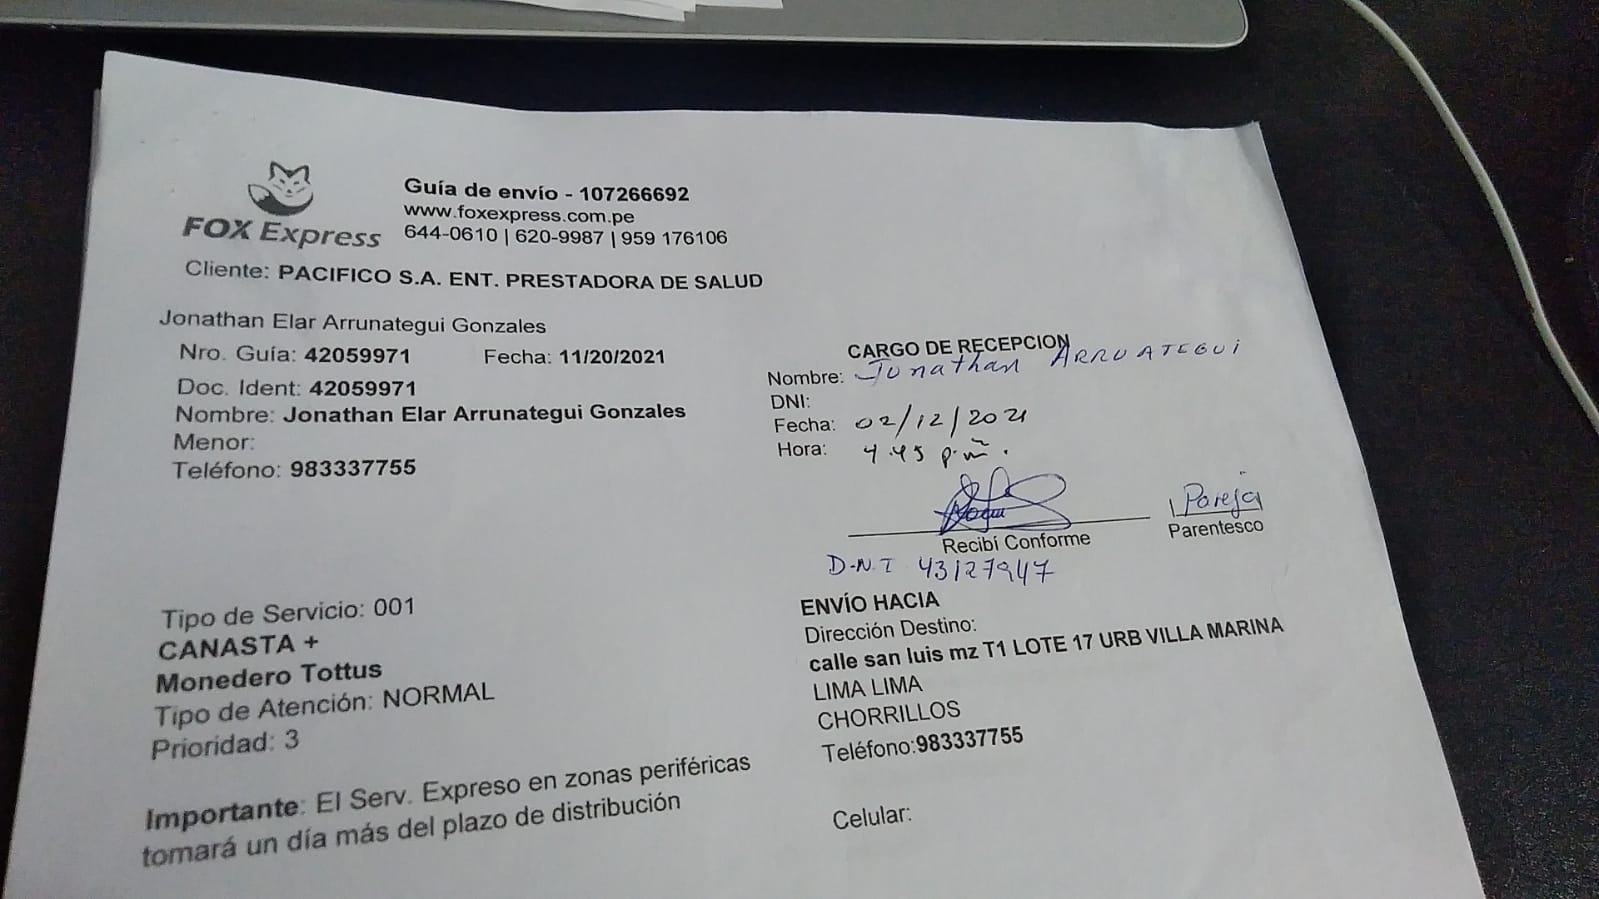 FOX Express
Guía de envío - 107266692
www.foxexpress.com.pe
644-0610 | 620-9987 | 959 176106
Cliente: PACIFICO S.A. ENT. PRESTADORA DE SALUD
Jonathan Elar Arrunategui Gonzales
Nro. Guía: 42059971 Fecha: 11/20/2021
Doc. Ident: 42059971
Nombre: Jonathan Elar Arrunategui Gonzales
Menor:
Teléfono: 983337755
CARGO DE RECEPCION
Nombre: Jonathan ARRUATEGUI
DNI:
Fecha: 02/12/2021
Hora: 4.45 p.m.
Recibí Conforme
Pareja
Parentesco
D.N.I 43127947
Tipo de Servicio: 001
CANASTA +
Monedero Tottus
Tipo de Atención: NORMAL
Prioridad: 3
Importante: El Serv. Expreso en zonas periféricas
tomará un día más del plazo de distribución
ENVÍO HACIA
Dirección Destino:
calle san luis mz T1 LOTE 17 URB VILLA MARINA
LIMA LIMA
CHORRILLOS
Teléfono:983337755
Celular: